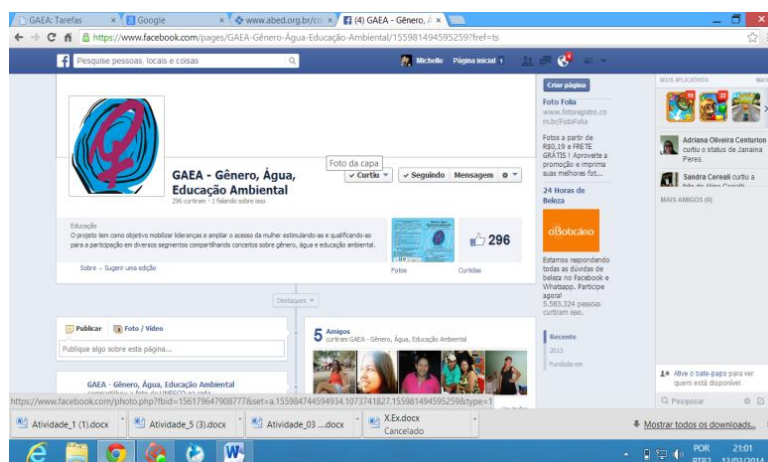 GAEA: Tarefas
Google
www.abed.org.br/co
(4) GAEA - Gênero,
https://www.facebook.com/pages/GAEA-Gênero-Água-Educação-Ambiental/155981494595259?fref=ts
Pesquise pessoas, locais e coisas
Michelle
Página inicial
Foto da capa
GAEA - Gênero, Água,
Educação Ambiental
296 curtiram · 1 falando sobre isso
Curtiu
Seguindo
Mensagem
Educação
O projeto tem como objetivo mobilizar lideranças e ampliar o acesso da mulher estimulando-as e qualificando-as
para a participação em diversos segmentos compartilhando conceitos sobre gênero, água e educação ambiental.
Sobre – Sugerir uma edição
296
Fotos
Curtidas
Destaques
Publicar
Foto / Vídeo
Publique algo sobre esta página...
GAEA - Gênero, Água, Educação Ambiental
5 Amigos
curtiram GAEA - Gênero, Água, Educação Ambiental
Criar página
Foto Folia
www.fotoregistro.co
m.br/FotoFolia
Fotos a partir de
R$0,19 e FRETE
GRÁTIS ! Aproveite a
promoção e imprima
suas melhores fot...
24 Horas de
Beleza
oBoticário
Estamos respondendo
todas as dúvidas de
beleza no Facebook e
Whatsapp. Participe
agora!
5.583.324 pessoas
curtiram isso.
Recente
2013
Fundada em
SEUS APLICATIVOS
Adriana Oliveira Centurion
curtiu o status de Janaina
Peres.
Sandra Cereali curtiu a
MAIS AMIGOS (0)
Ative o bate-papo para ver
quem está disponível.
Pesquisar
https://www.facebook.com/photo.php?fbid=156179647908777&set=a.155984744594934.1073741827.155981494595259&type=1
Atividade_1 (1).docx
Atividade_5 (3).docx
Atividade_03 ....docx
X.Ex.docx
Cancelado
Mostrar todos os downloads...
POR
PTB2
21:01
13/03/2014